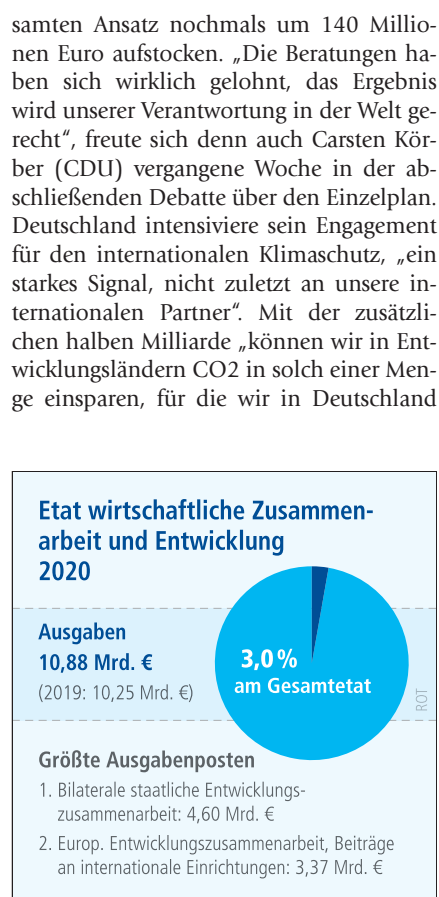 samten Ansatz nochmals um 140 Millio-
nen Euro aufstocken. „Die Beratungen ha-
ben sich wirklich gelohnt, das Ergebnis
wird unserer Verantwortung in der Welt ge-
recht“, freute sich denn auch Carsten Kör-
ber (CDU) vergangene Woche in der ab-
schließenden Debatte über den Einzelplan.
Deutschland intensiviere sein Engagement
für den internationalen Klimaschutz, „ein
starkes Signal, nicht zuletzt an unsere in-
ternationalen Partner“. Mit der zusätzli-
chen halben Milliarde „können wir in Ent-
wicklungsländern CO2 in solch einer Men-
ge einsparen, für die wir in Deutschland
Etat wirtschaftliche Zusammen-
arbeit und Entwicklung
2020
Ausgaben
10,88 Mrd. €
(2019: 10,25 Mrd. €)
3,0 %
am Gesamtetat
ROT
Größte Ausgabenposten
1. Bilaterale staatliche Entwicklungs-
zusammenarbeit: 4,60 Mrd. €
2. Europ. Entwicklungszusammenarbeit, Beiträge
an internationale Einrichtungen: 3,37 Mrd. €